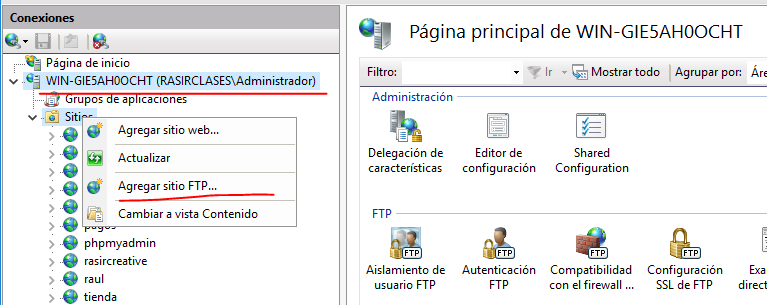 Conexiones
Página de inicio
WIN-GIE5AH0OCHT (RASIRCLASES\Administrador)
Grupos de aplicaciones
Sitios
Agregar sitio web...
Actualizar
Agregar sitio FTP...
Cambiar a vista Contenido
phpmyadmin
rasircreative
raul
tienda
Página principal de WIN-GIE5AH0OCHT
Filtro:
Ir
Mostrar todo
Agrupar por:
Áre
Administración
Delegación de
características
Editor de
configuración
Shared
Configuration
FTP
FTP
FTP
FTP
FTP
Aislamiento de
usuario FTP
Autenticación
FTP
Compatibilidad
con el firewall ...
Configuración
SSL de FTP
Exa
direct